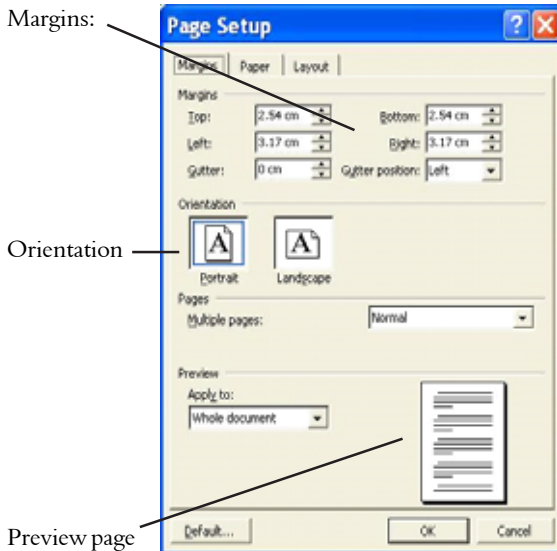 Margins:
Page Setup
Margins Paper Layout
Margins
Top: 2.54 cm Bottom: 2.54 cm
Left: 3.17 cm Right: 3.17 cm
Gutter: 0 cm Gutter position: Left
Orientation
Orientation
Portrait Landscape
Pages
Multiple pages: Normal
Preview
Apply to:
Whole document
Preview page
Default... OK Cancel